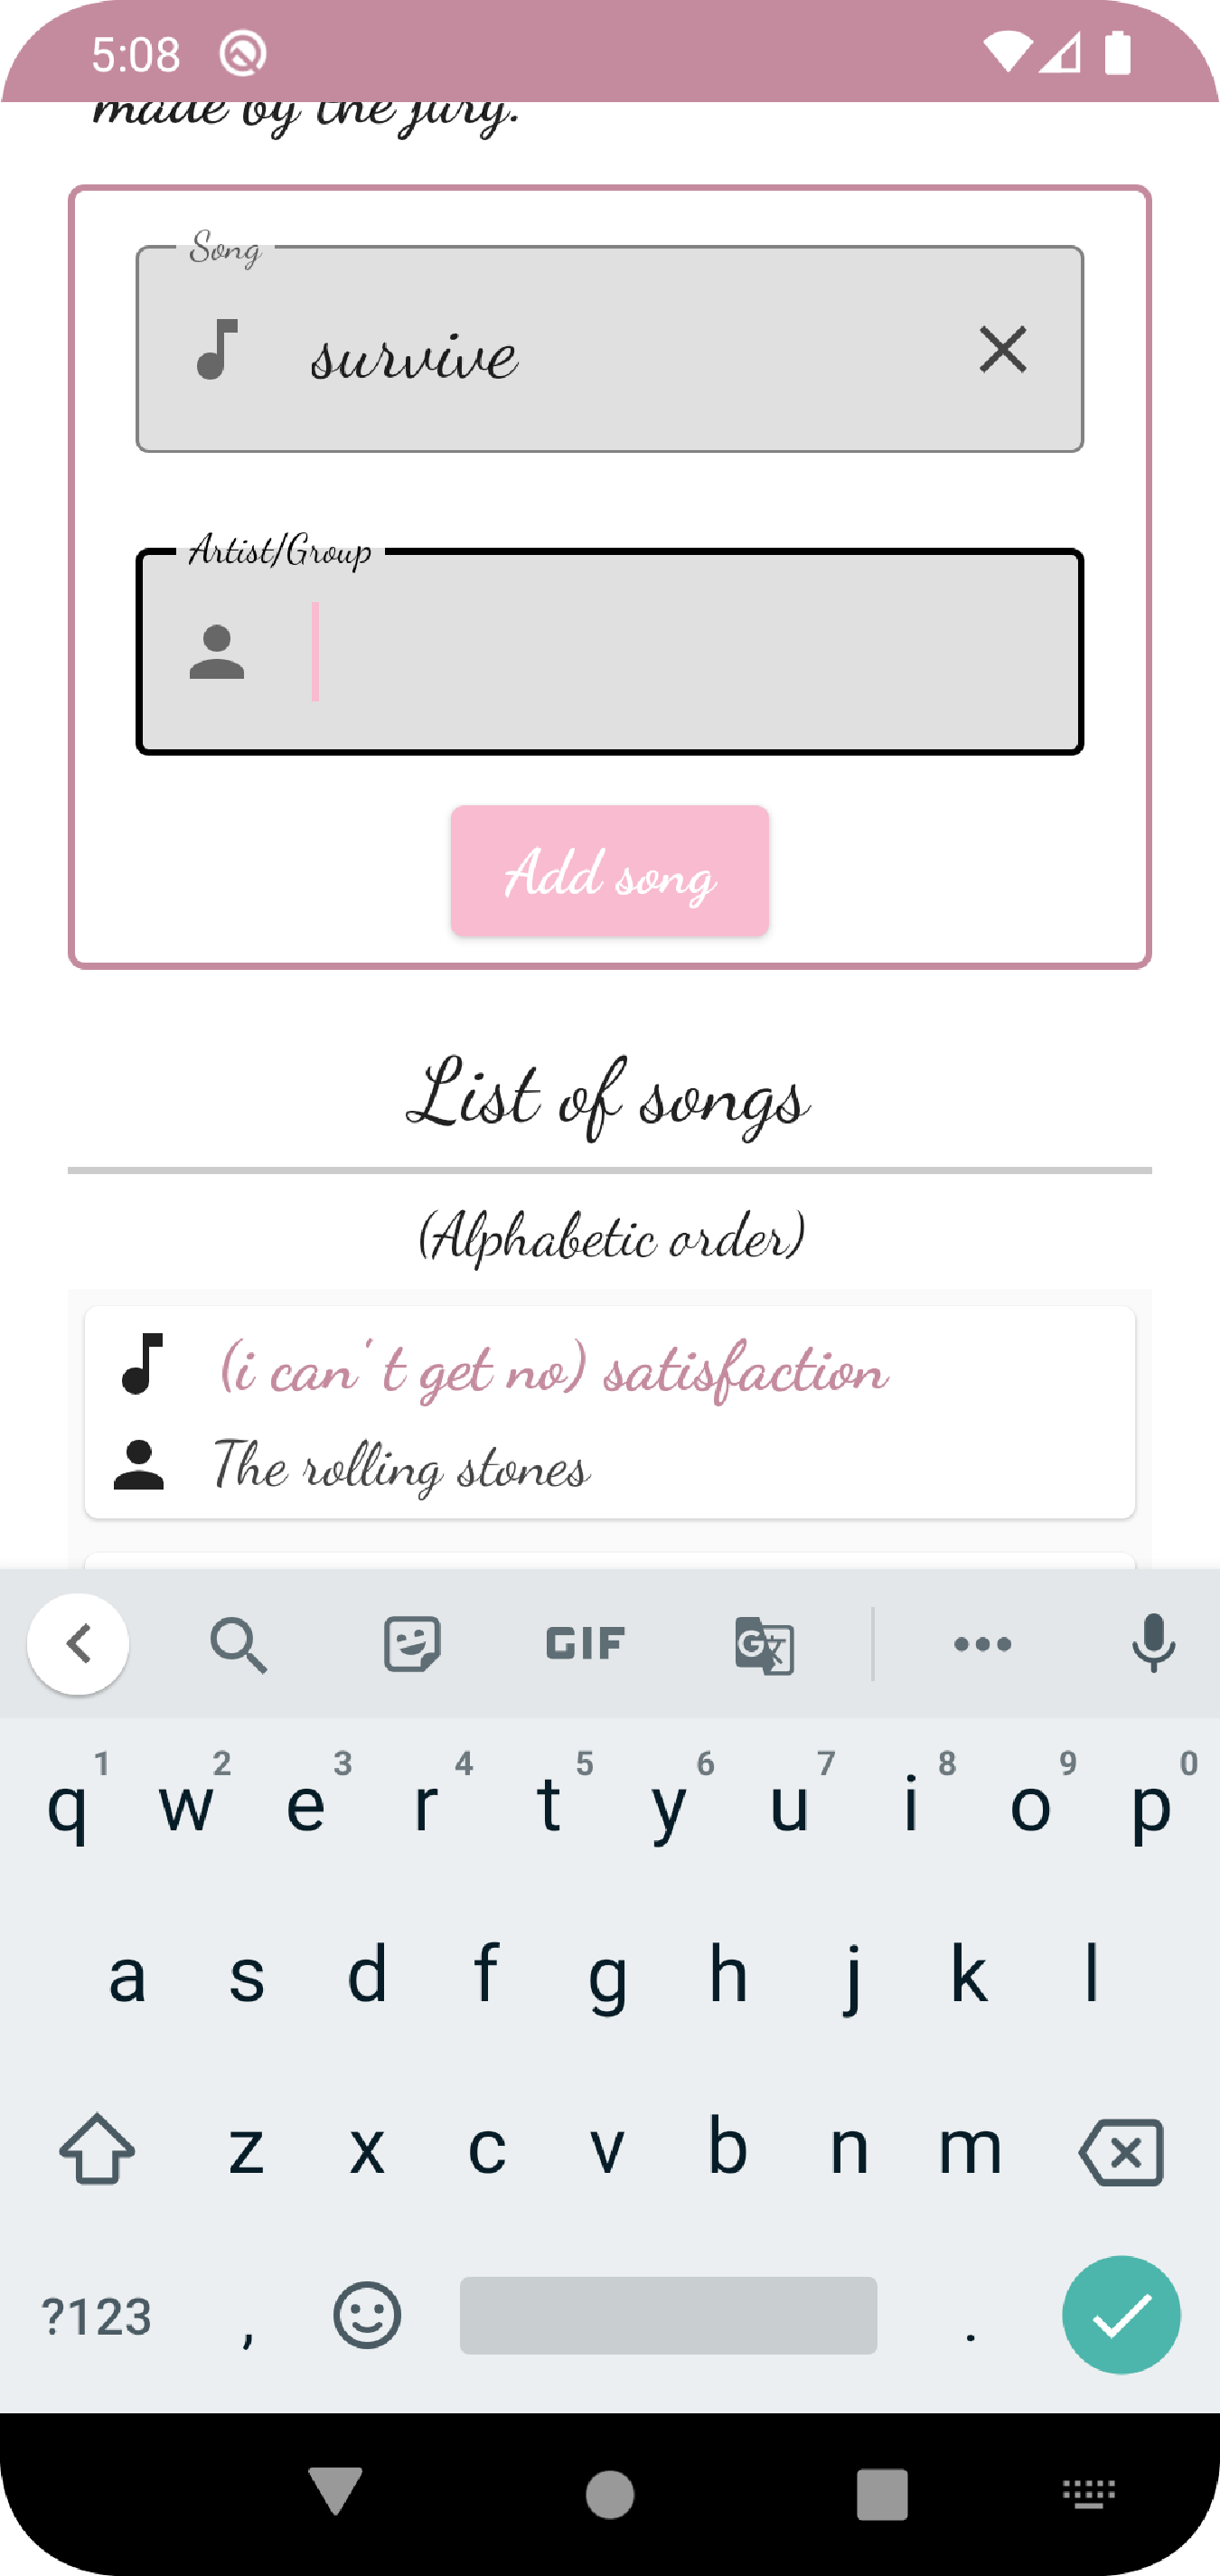 5:08
made by the jury.
Song
survive
Artist/Group
Add song
List of songs
(Alphabetic order)
(i can't get no) satisfaction
The rolling stones
GIF
G
1 2 3 4 5 6 7 8 9 0
q w e r t y u i o p
a s d f g h j k l
z x c v b n m
?123 , .